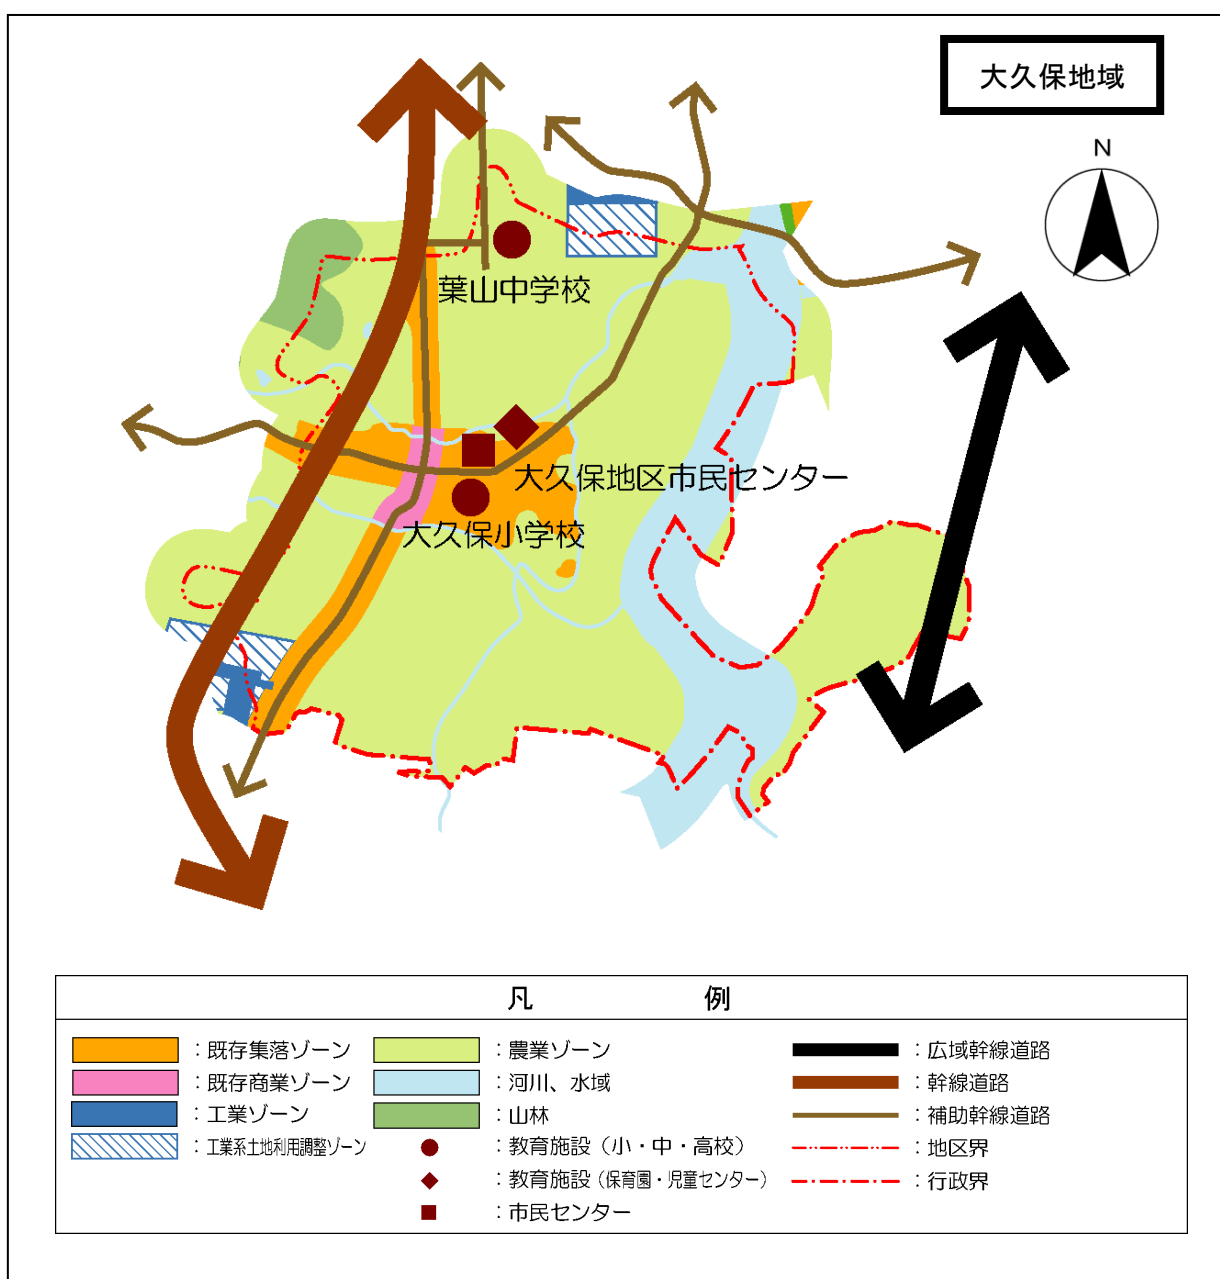 大久保地域
N
葉山中学校
大久保地区市民センター
大久保小学校
凡 例
：既存集落ゾーン
：既存商業ゾーン
：工業ゾーン
：工業系土地利用調整ゾーン
：農業ゾーン
：河川、水域
：山林
：教育施設（小・中・高校）
：教育施設（保育園・児童センター）
：市民センター
：広域幹線道路
：幹線道路
：補助幹線道路
：地区界
：行政界